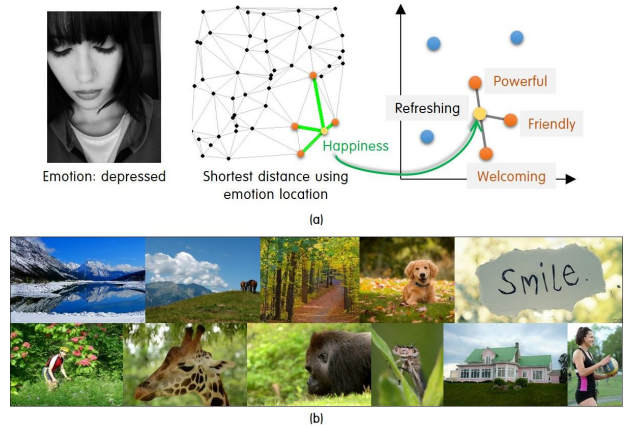 Powerful
Refreshing
Friendly
Happiness
Welcoming
Emotion: depressed
Shortest distance using
emotion location
(a)
Smile.
(b)